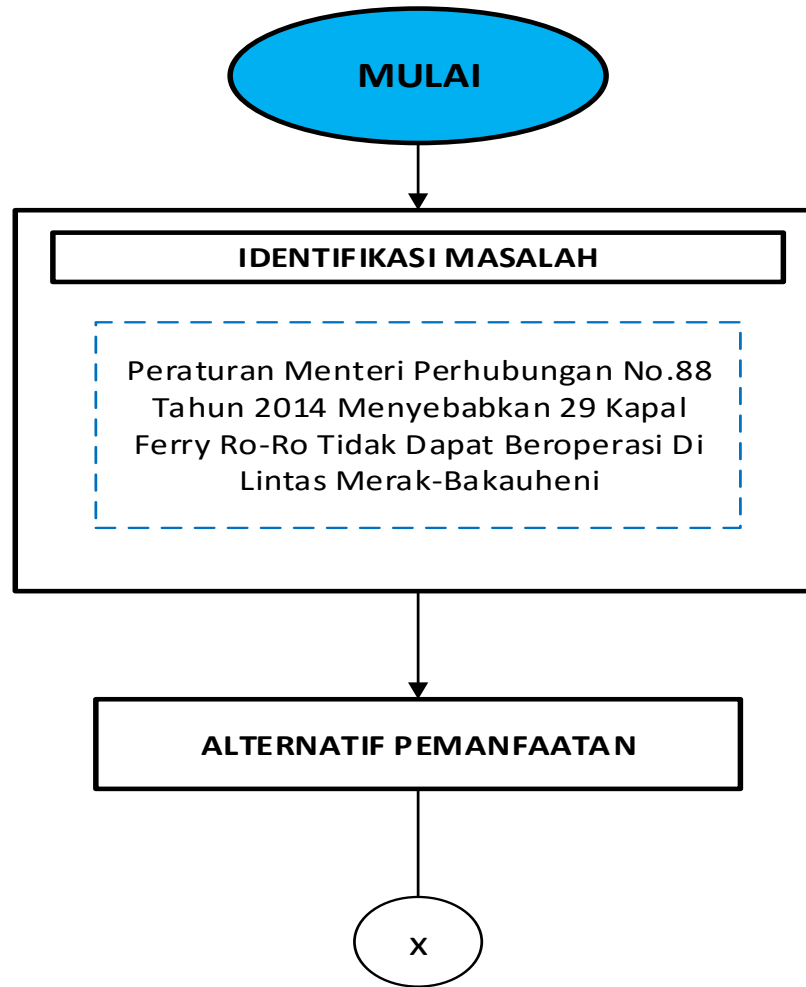 MULAI
IDENTIFIKASI MASALAH
Peraturan Menteri Perhubungan No.88
Tahun 2014 Menyebabkan 29 Kapal
Ferry Ro-Ro Tidak Dapat Beroperasi Di
Lintas Merak-Bakauheni
ALTERNATIF PEMANFAATAN
x